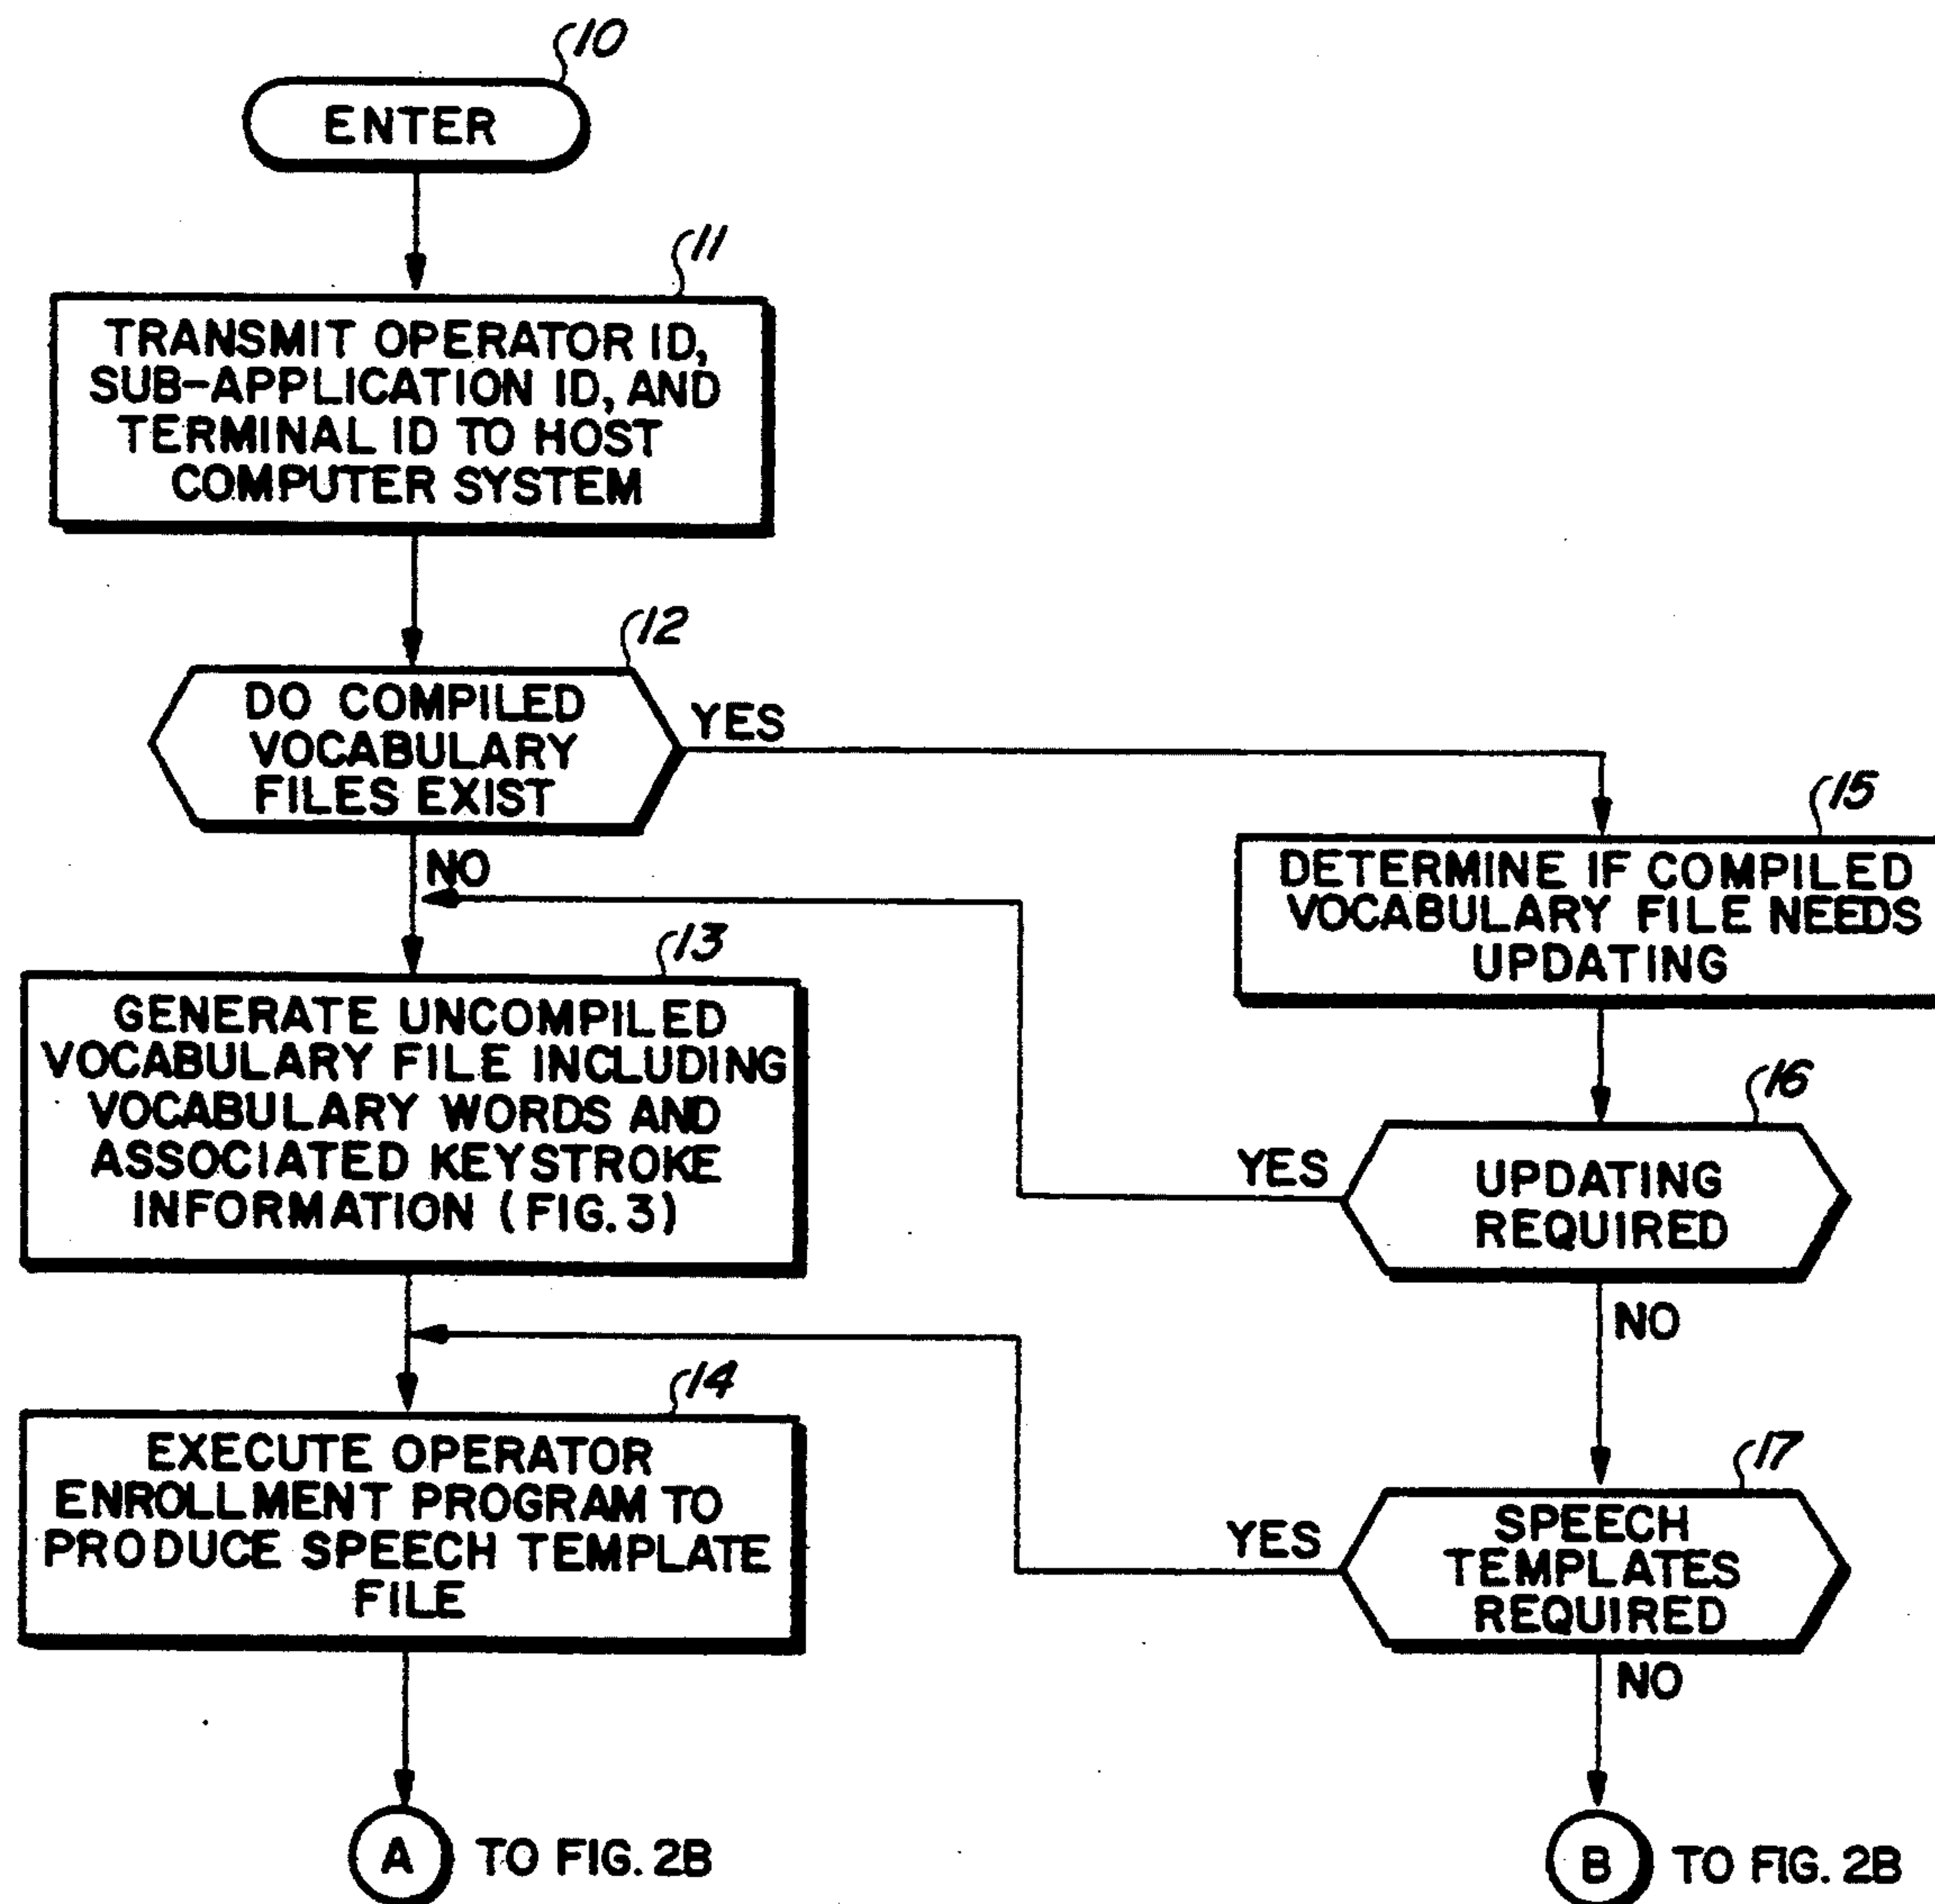 10
ENTER
11
TRANSMIT OPERATOR ID,
SUB-APPLICATION ID, AND
TERMINAL ID TO HOST
COMPUTER SYSTEM
12
DO COMPILED
VOCABULARY
FILES EXIST
YES
NO
15
DETERMINE IF COMPILED
VOCABULARY FILE NEEDS
UPDATING
13
GENERATE UNCOMPILED
VOCABULARY FILE INCLUDING
VOCABULARY WORDS AND
ASSOCIATED KEYSTROKE
INFORMATION (FIG. 3)
16
YES
UPDATING
REQUIRED
NO
14
EXECUTE OPERATOR
ENROLLMENT PROGRAM TO
PRODUCE SPEECH TEMPLATE
FILE
17
YES
SPEECH
TEMPLATES
REQUIRED
NO
A TO FIG. 2B
B TO FIG. 2B